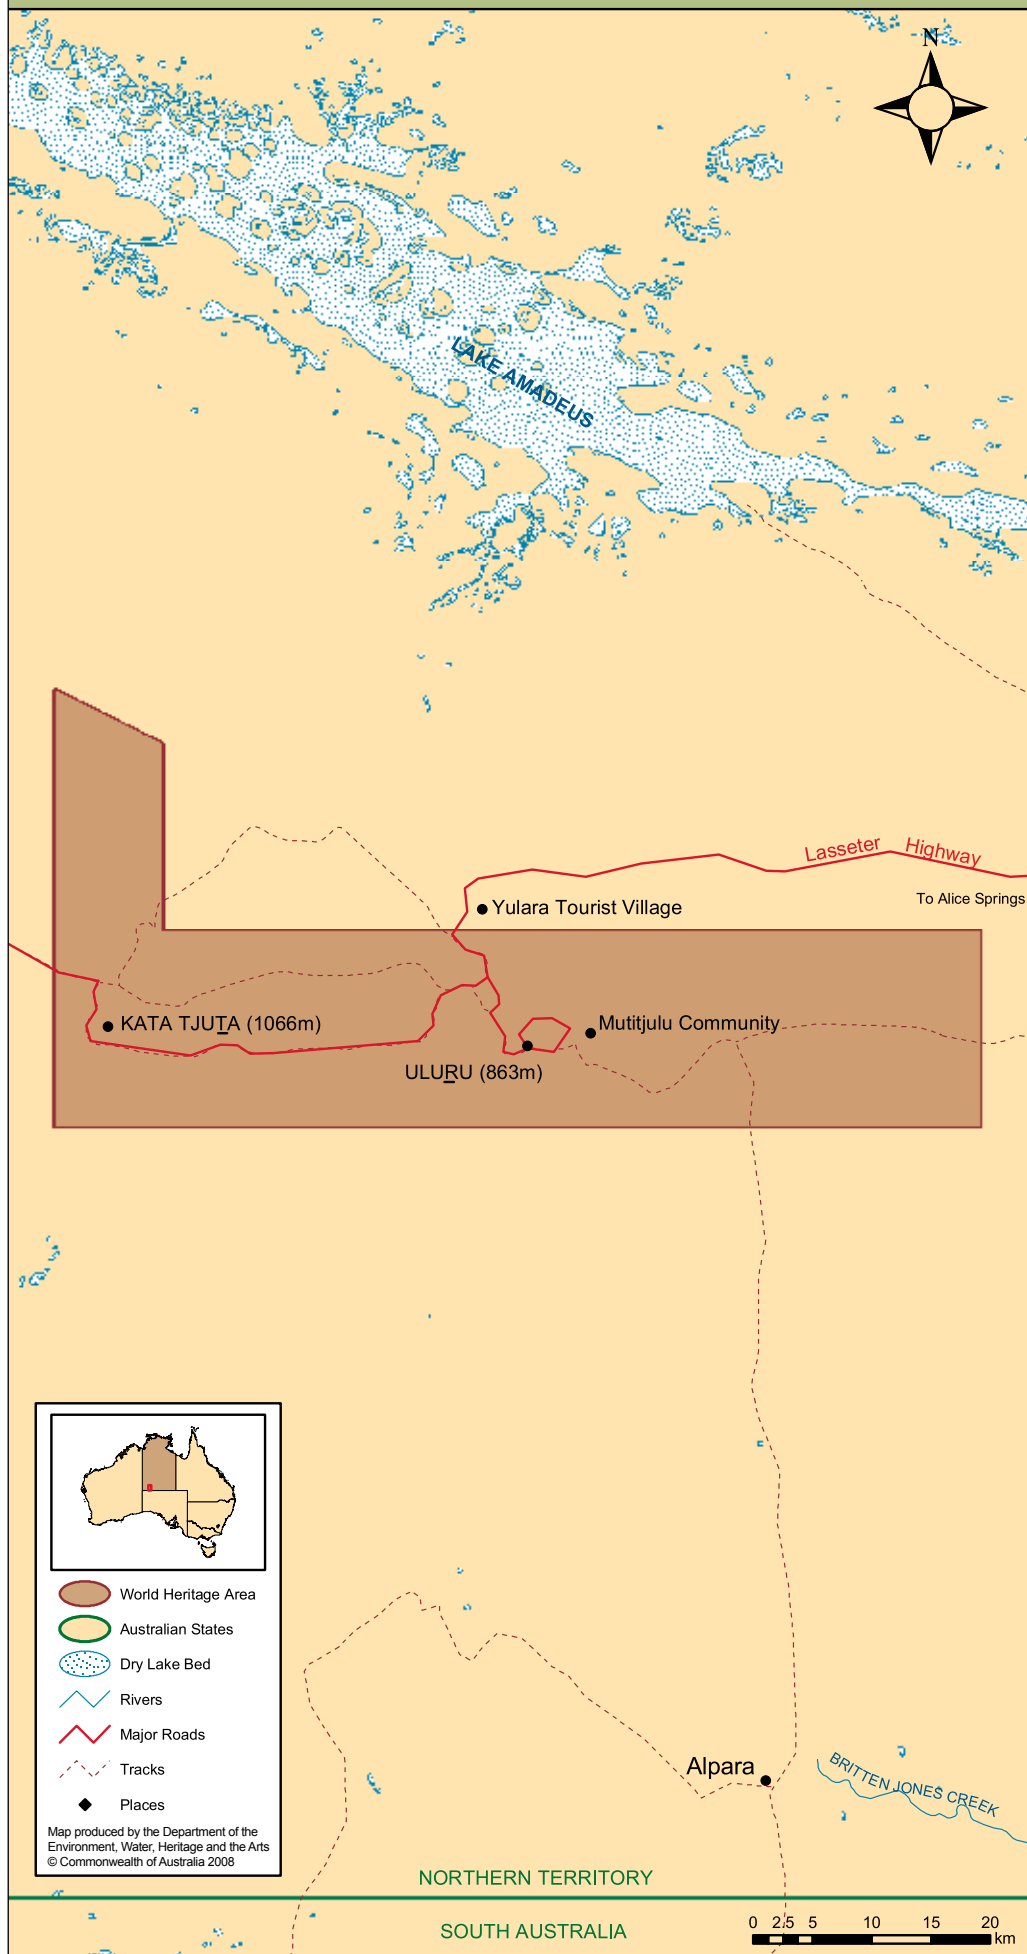 N
LAKE AMADEUS
Lasseter Highway
To Alice Springs
Yulara Tourist Village
KATA TJUṮA (1066m)
Mutitjulu Community
ULUṞU (863m)
World Heritage Area
Australian States
Dry Lake Bed
Rivers
Major Roads
Tracks
Places
Map produced by the Department of the
Environment, Water, Heritage and the Arts
© Commonwealth of Australia 2008
Alpara
BRITTEN JONES CREEK
NORTHERN TERRITORY
SOUTH AUSTRALIA
0 2.5 5 10 15 20
km